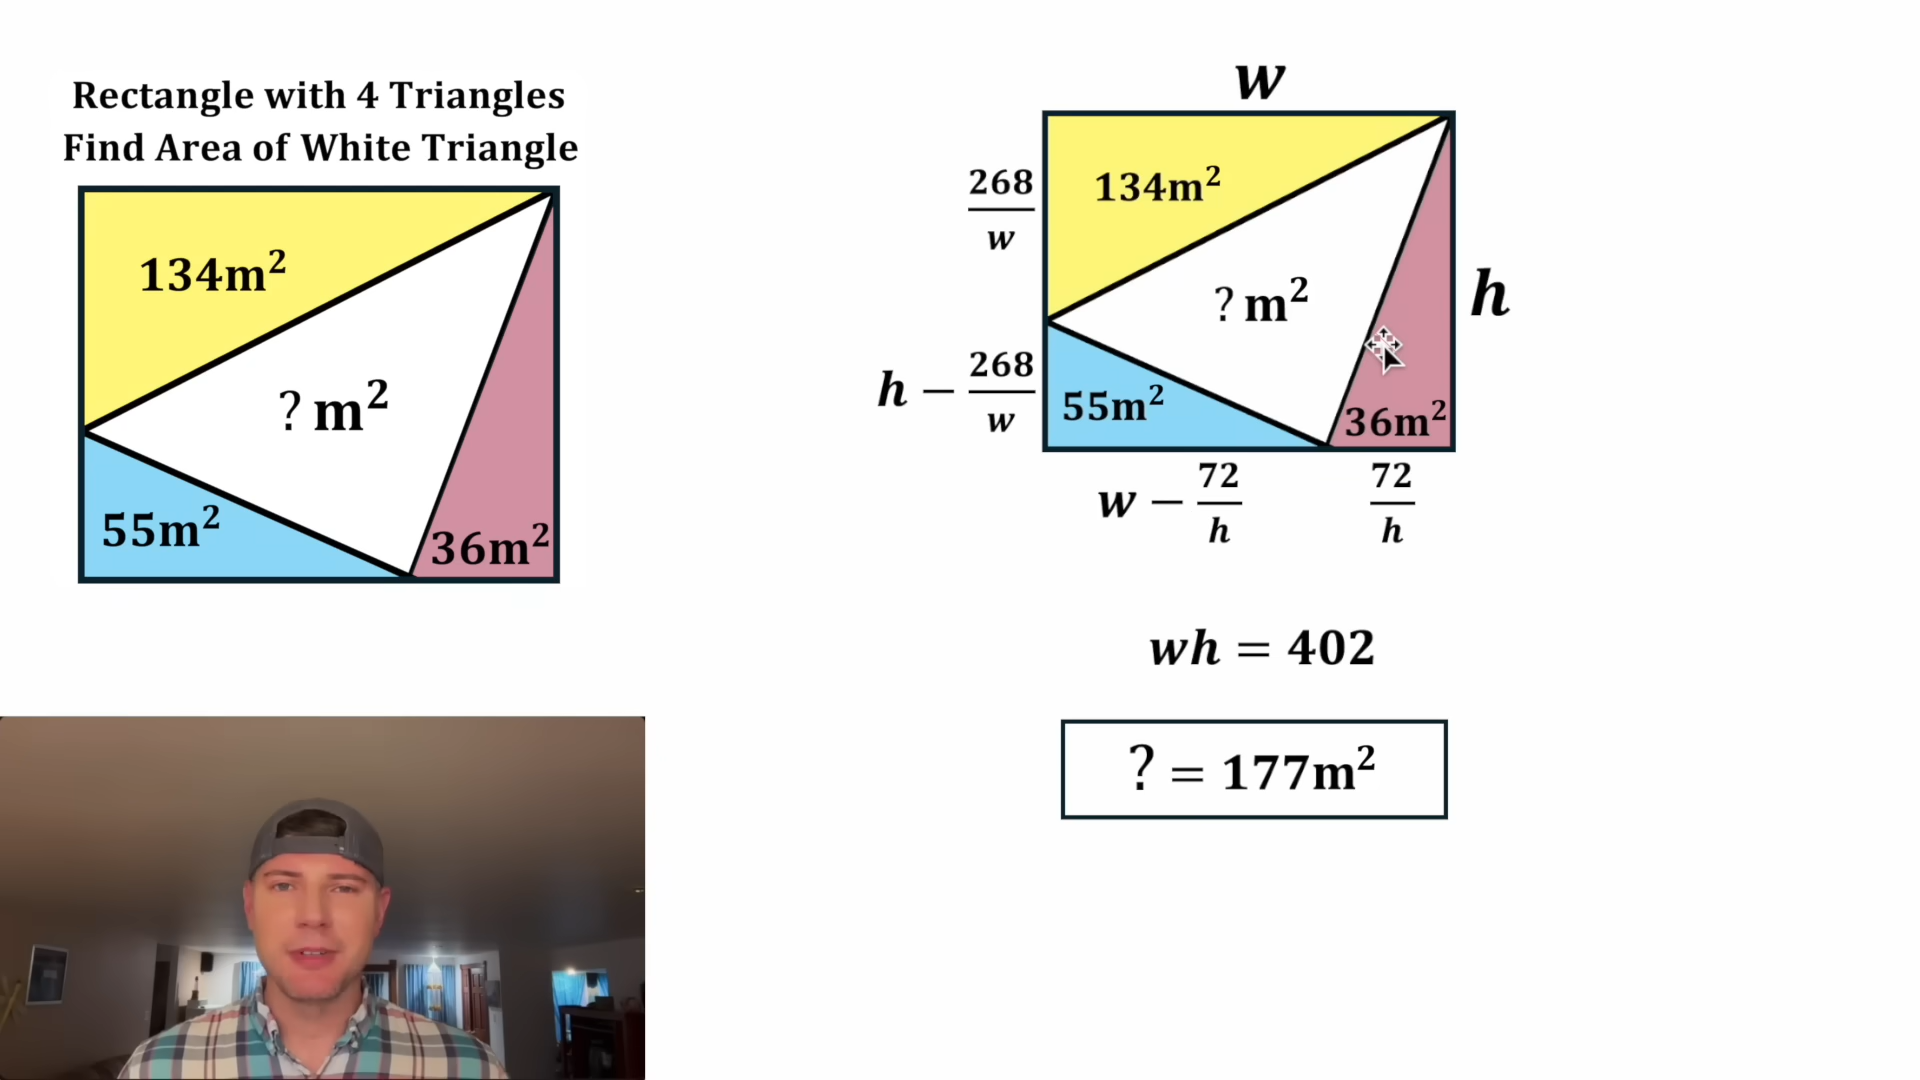 Rectangle with 4 Triangles
Find Area of White Triangle
134m²
? m²
55m²
36m²
w
268/w
134m²
? m²
h
h − 268/w
55m²
36m²
w − 72/h
72/h
wh = 402
? = 177m²